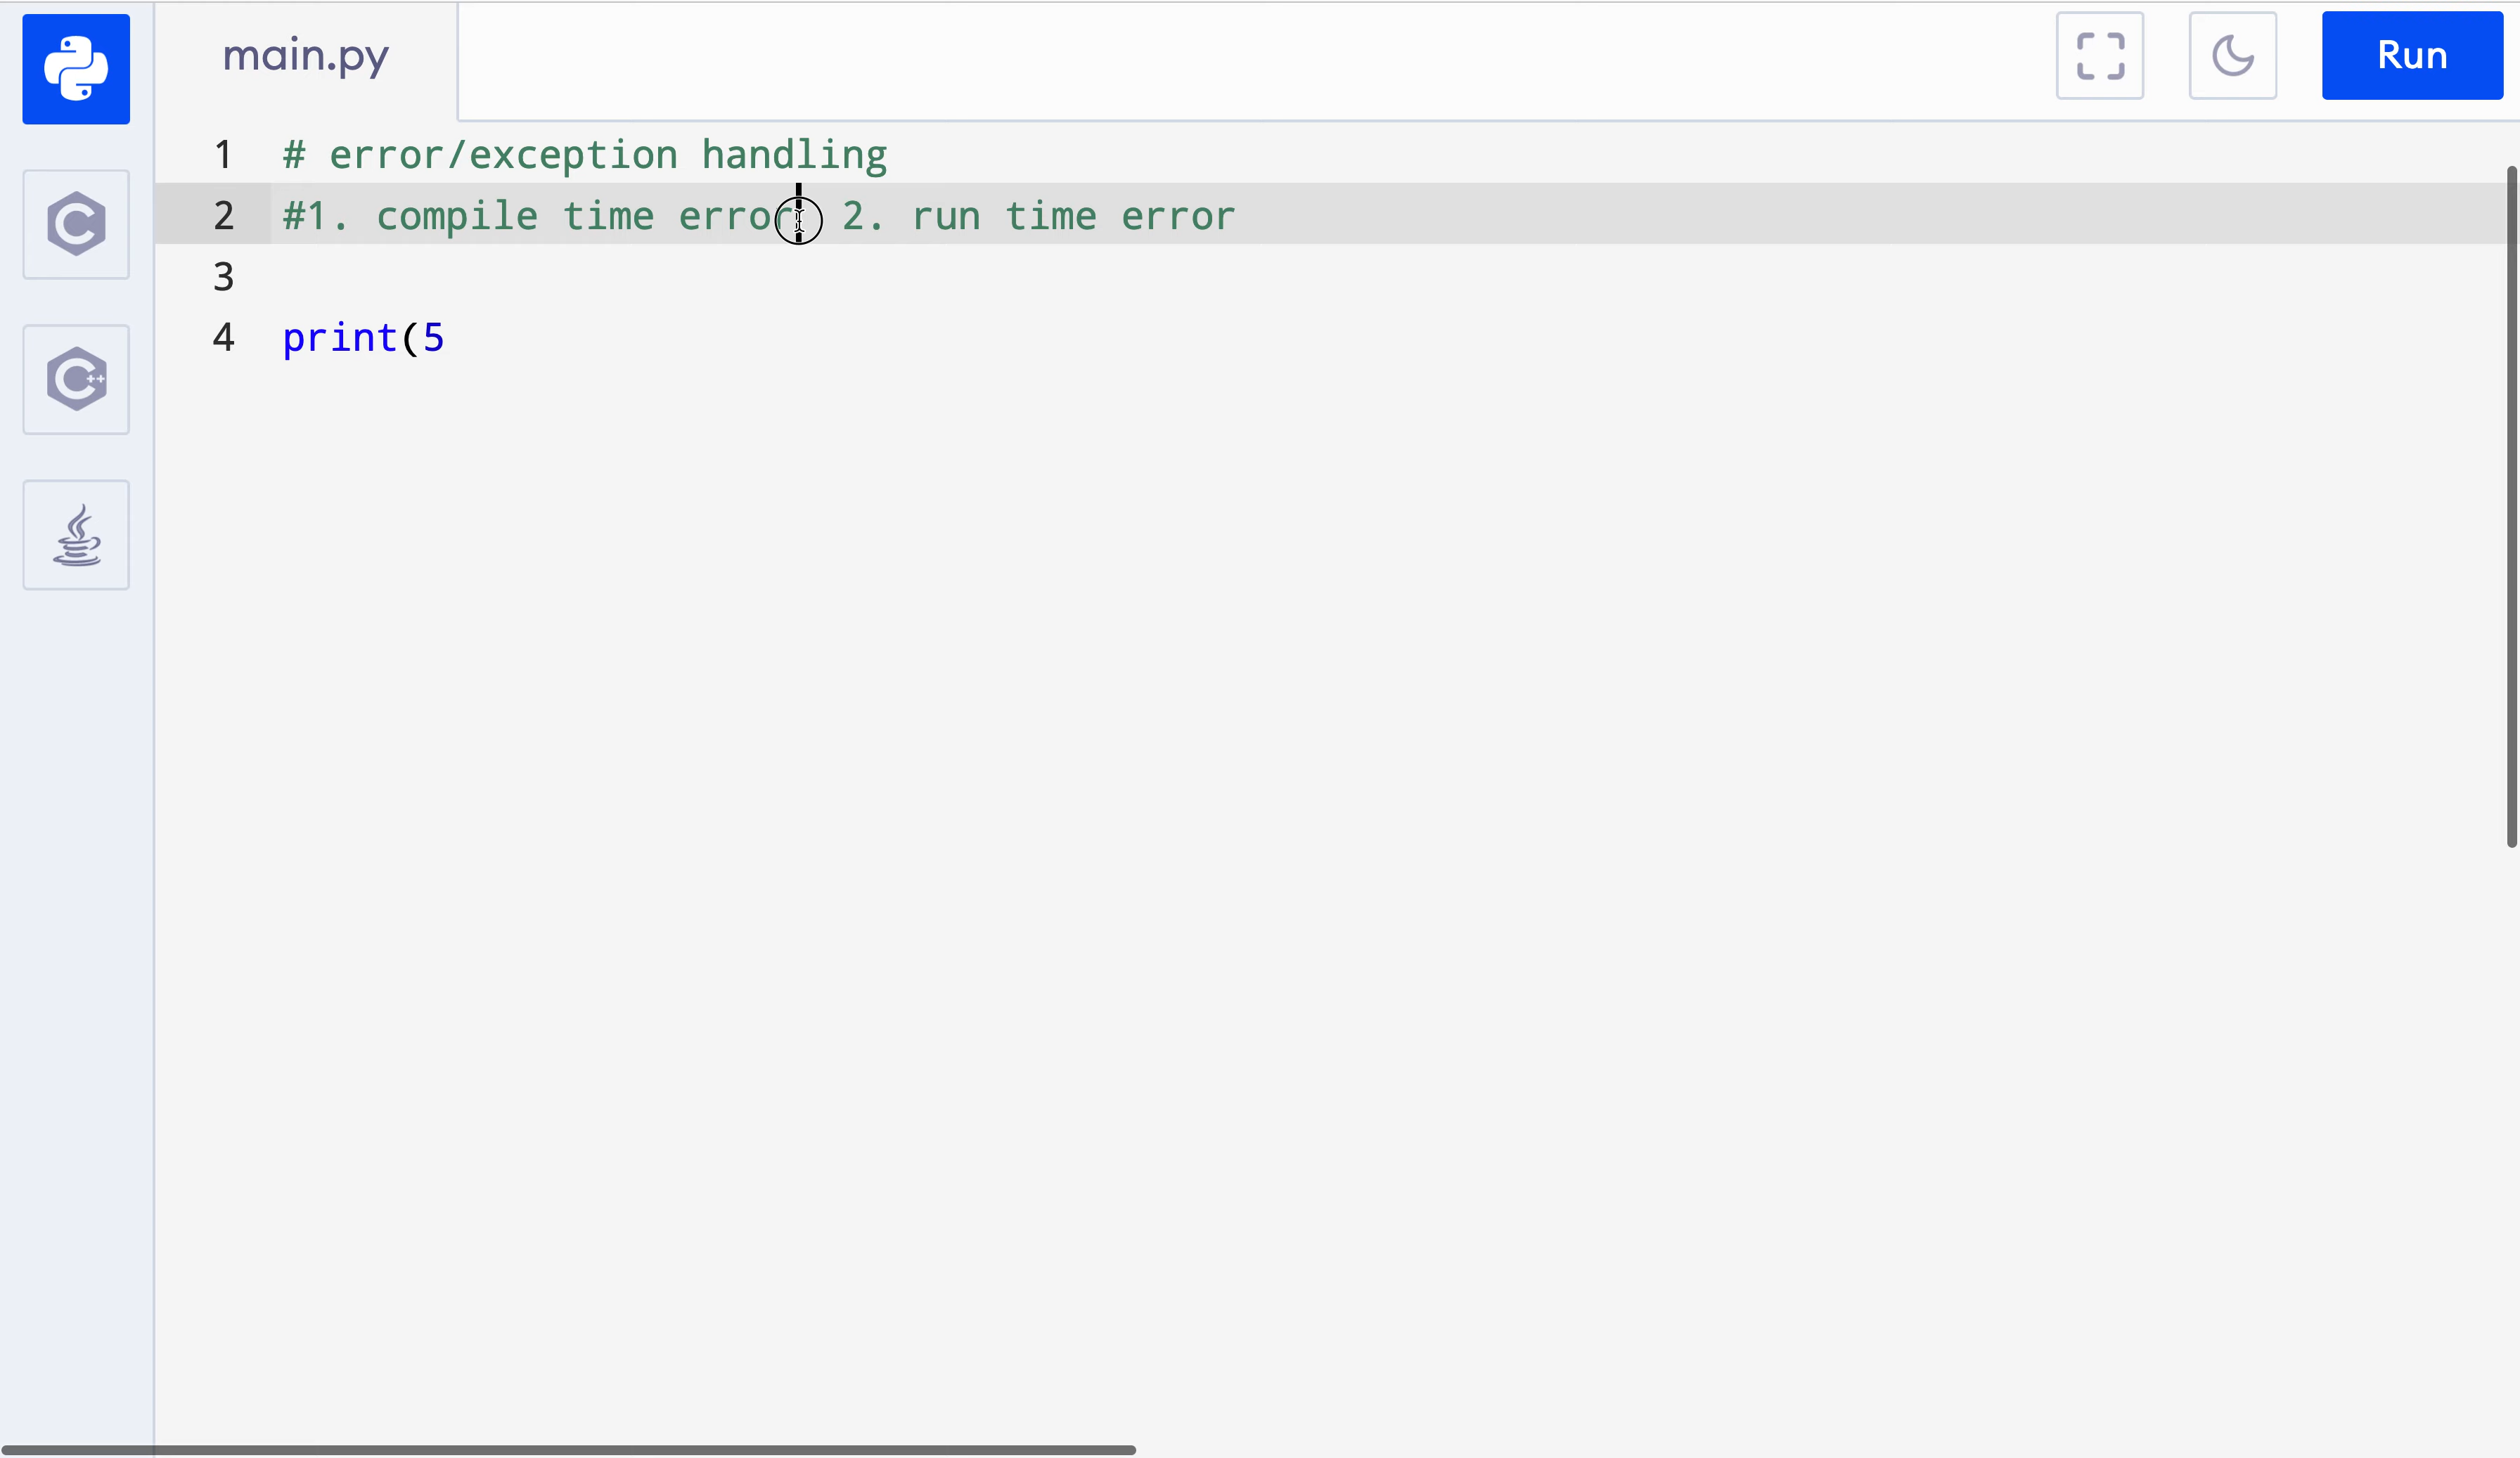 main.py
Run
1 # error/exception handling
2 #1. compile time error 2. run time error
3
4 print(5